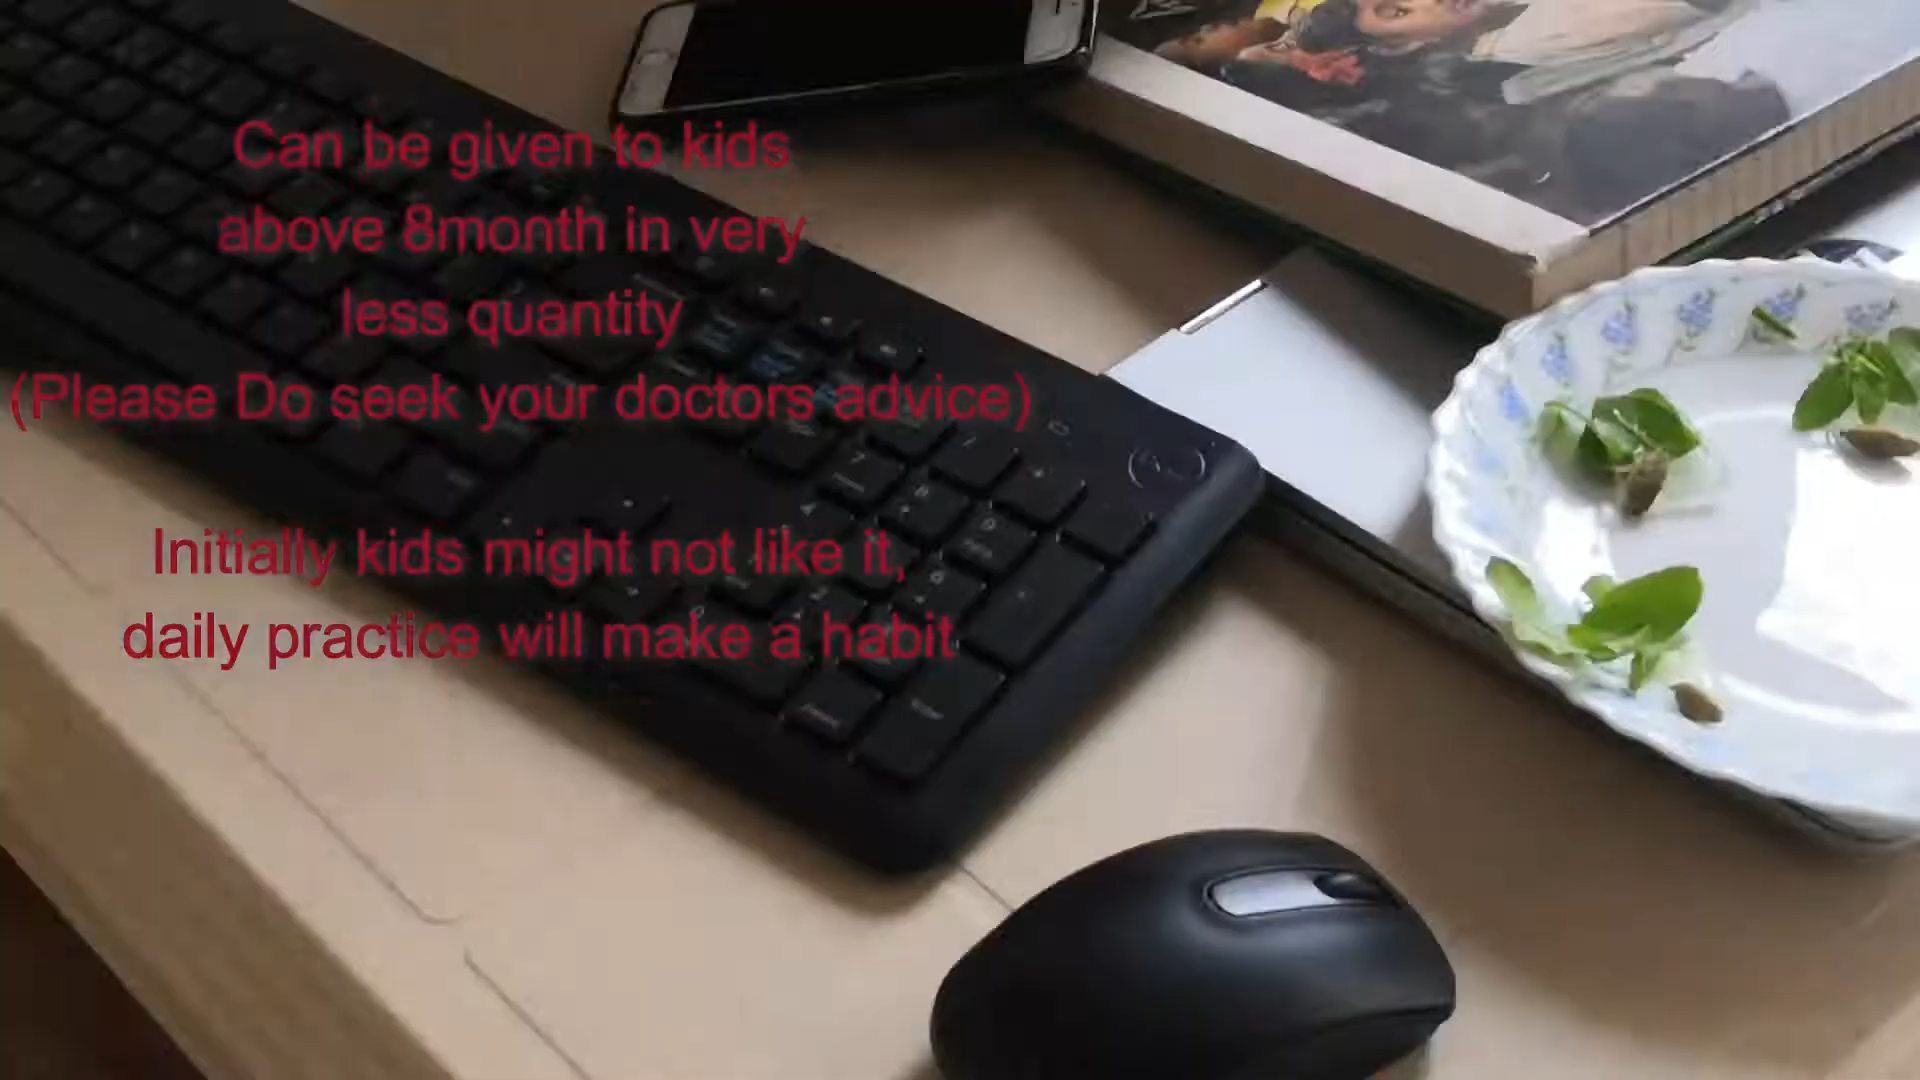 Can be given to kids
above 8month in very
less quantity
(Please Do seek your doctors advice)
Initially kids might not like it,
daily practice will make a habit